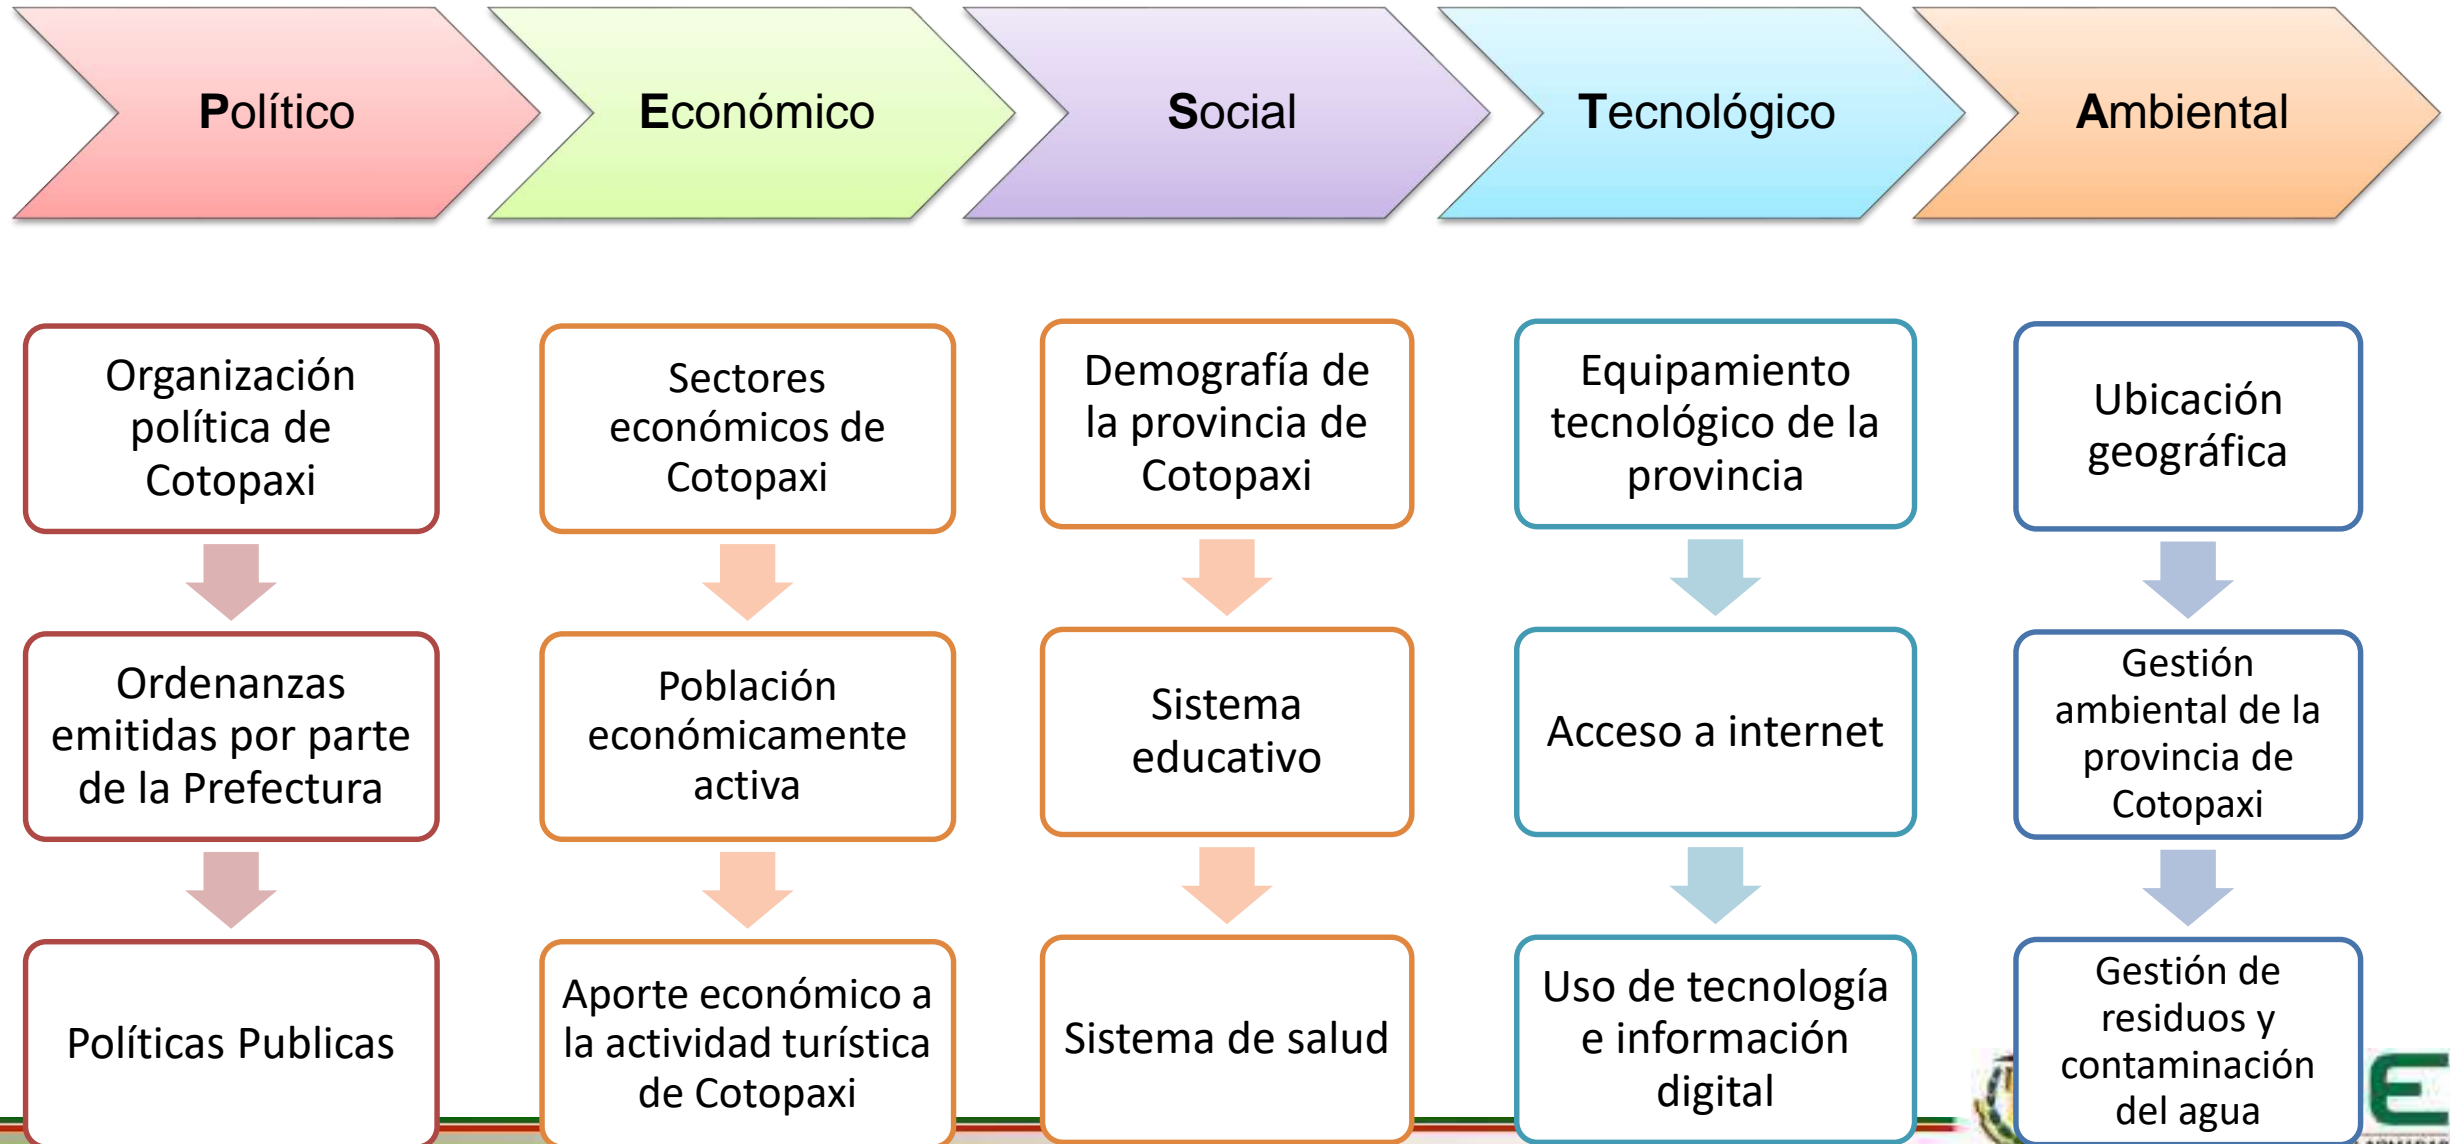 Político
Económico
Social
Tecnológico
Ambiental
Organización
política de
Cotopaxi
Ordenanzas
emitidas por parte
de la Prefectura
Políticas Publicas
Sectores
económicos de
Cotopaxi
Población
económicamente
activa
Aporte económico a
la actividad turística
de Cotopaxi
Demografía de
la provincia de
Cotopaxi
Sistema
educativo
Sistema de salud
Equipamiento
tecnológico de la
provincia
Acceso a internet
Uso de tecnología
e información
digital
Ubicación
geográfica
Gestión
ambiental de la
provincia de
Cotopaxi
Gestión de
residuos y
contaminación
del agua
E